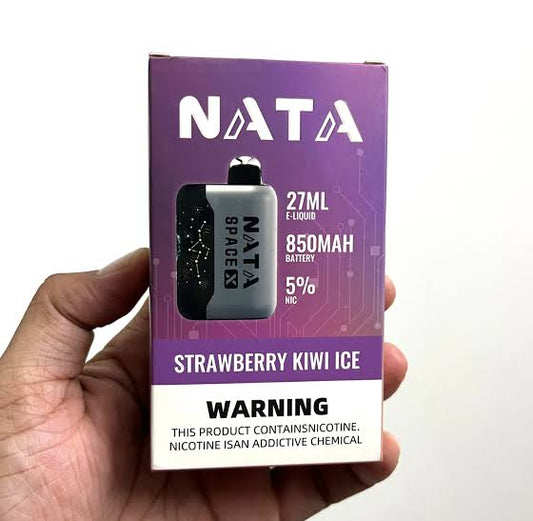 NATA
27ML
E-LIQUID
850MAH
BATTERY
5%
NIC
NATA
SPACE X
STRAWBERRY KIWI ICE
WARNING
THIS PRODUCT CONTAINSNICOTINE.
NICOTINE ISAN ADDICTIVE CHEMICAL